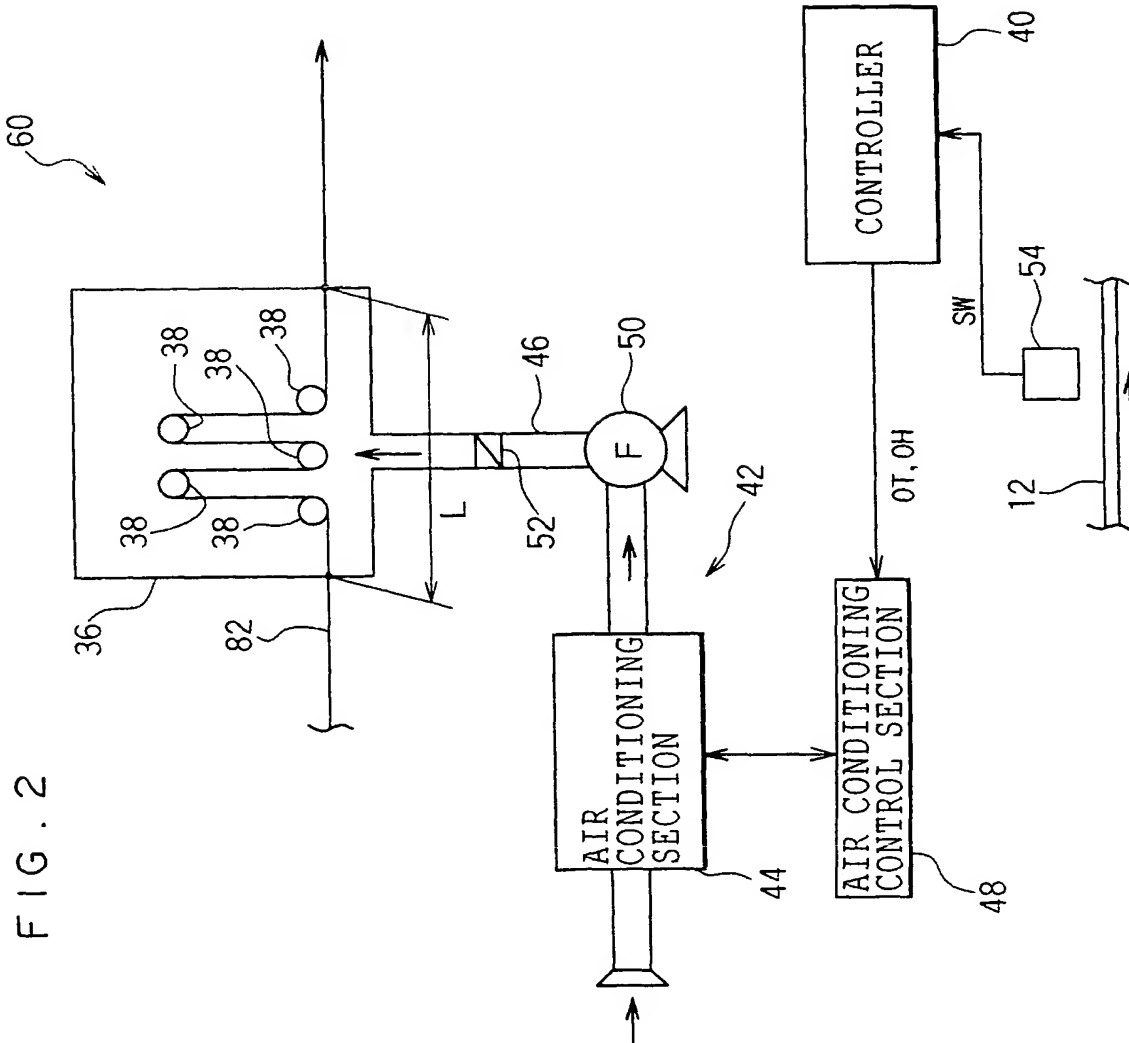 FIG. 2
60
36
38
38
38
38
38
82
L
46
52
50
F
42
AIR
CONDITIONING
SECTION
44
AIR CONDITIONING
CONTROL SECTION
48
OT,OH
CONTROLLER
40
SW
54
12